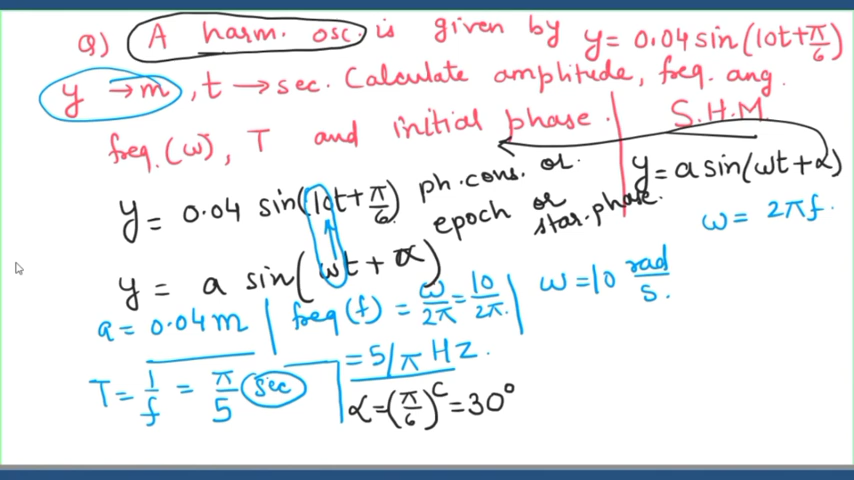 Q) A harm. osc. is given by y = 0.04 sin(10t + π/6)
y → m, t → sec. Calculate amplitude, freq. ang.
freq. (ω), T and initial phase. S.H.M.
y = a sin(ωt + α)
y = 0.04 sin(10t + π/6) ph. cons. or
epoch or
star. phase.
ω = 2πf.
y = a sin(ωt + α)
a = 0.04 m
freq (f) = ω/2π = 10/2π.
= 5/π HZ.
ω = 10 rad/s.
T = 1/f = π/5 sec
α = (π/6)^c = 30°